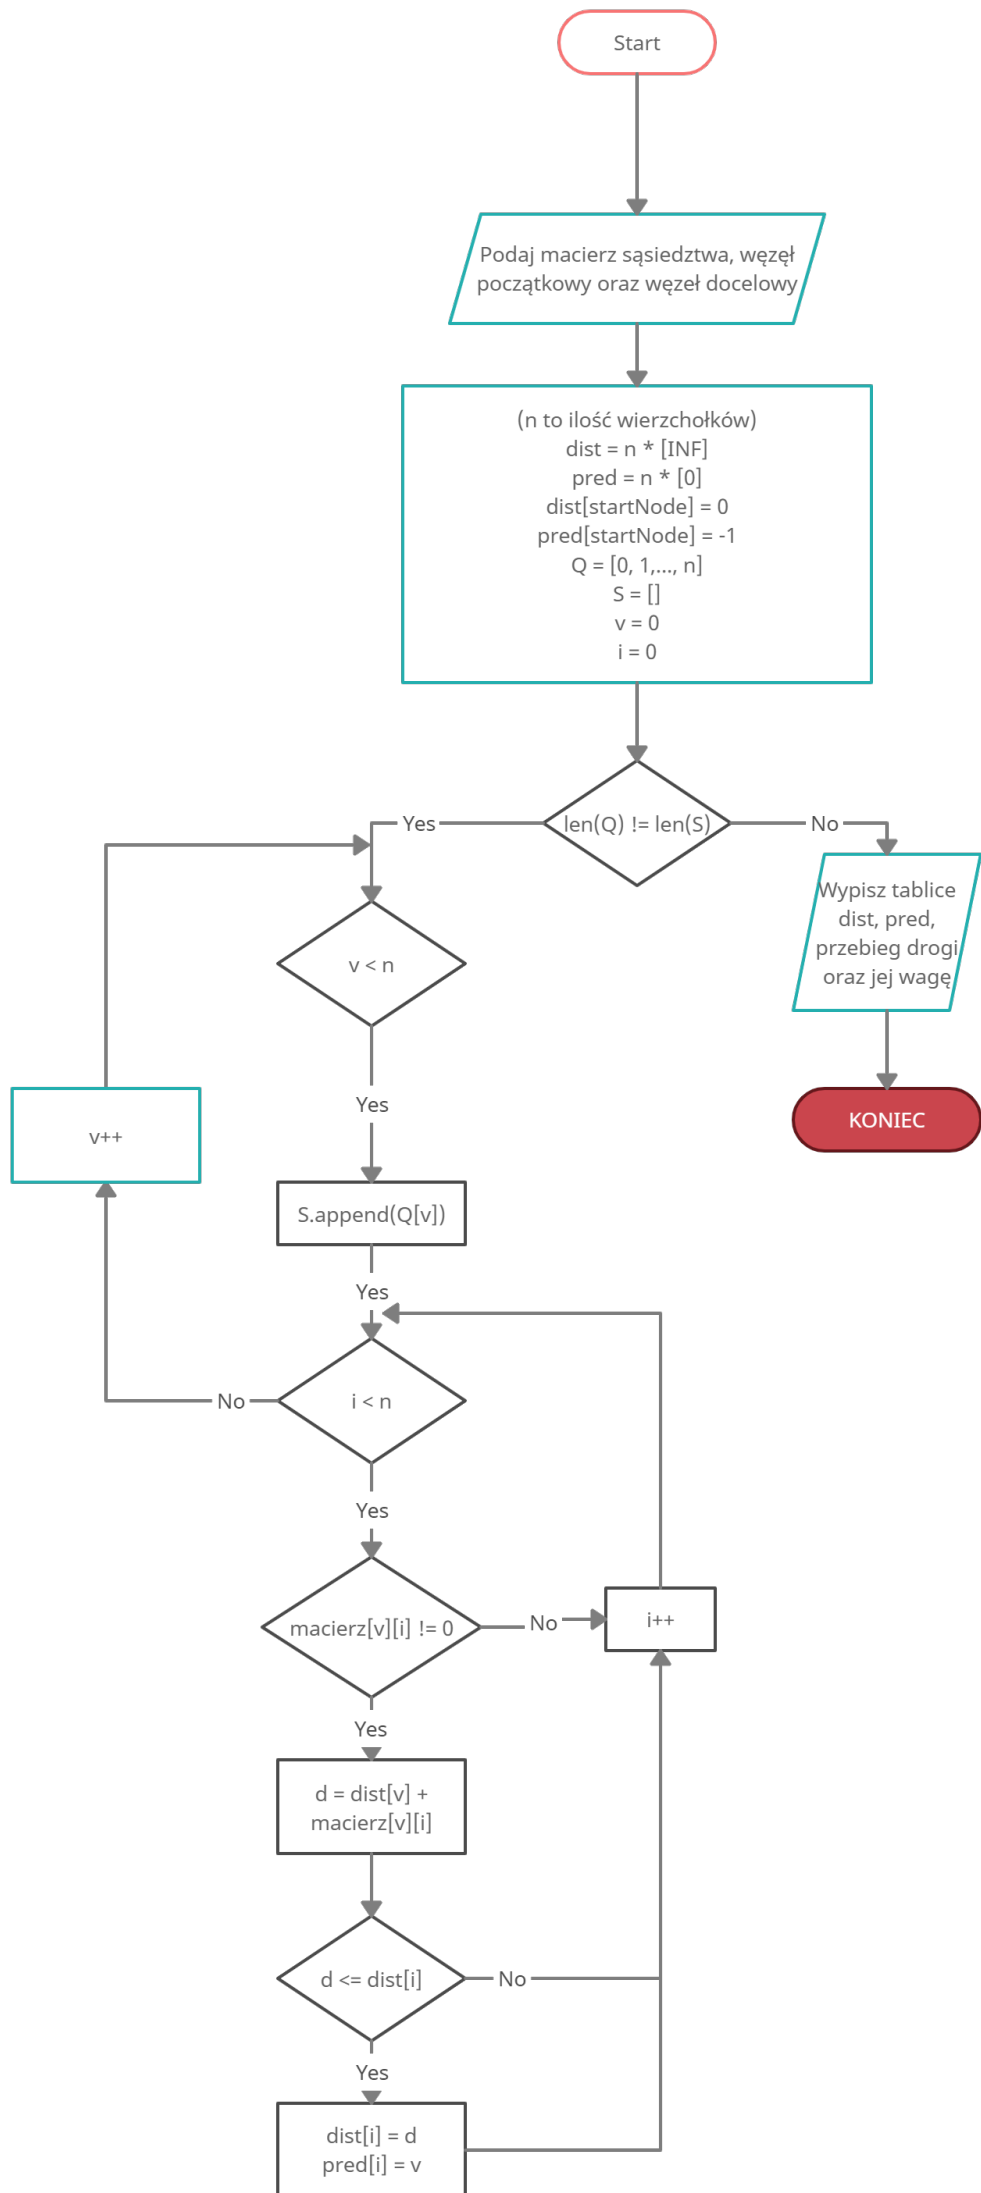 Start
Podaj macierz sąsiedztwa, węzęł
początkowy oraz węzeł docelowy
(n to ilość wierzchołków)
dist = n * [INF]
pred = n * [0]
dist[startNode] = 0
pred[startNode] = -1
Q = [0, 1,..., n]
S = []
v = 0
i = 0
len(Q) != len(S)
Yes
No
Wypisz tablice
dist, pred,
przebieg drogi
oraz jej wagę
v < n
Yes
v++
KONIEC
S.append(Q[v])
Yes
i < n
No
Yes
macierz[v][i] != 0
No
i++
Yes
d = dist[v] +
macierz[v][i]
d <= dist[i]
No
Yes
dist[i] = d
pred[i] = v